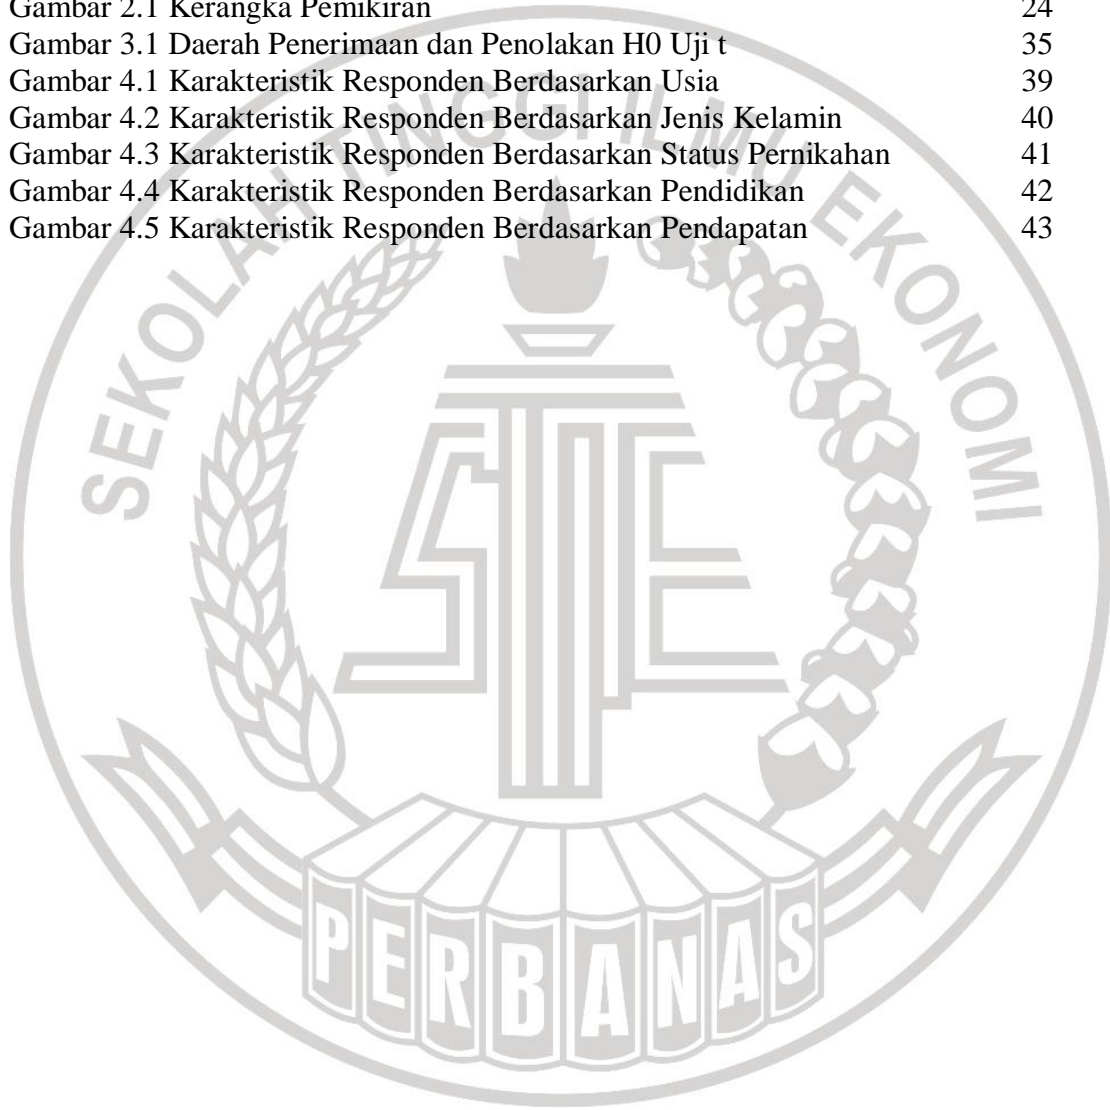 Gambar 2.1 Kerangka Pemikiran 24
Gambar 3.1 Daerah Penerimaan dan Penolakan H0 Uji t 35
Gambar 4.1 Karakteristik Responden Berdasarkan Usia 39
Gambar 4.2 Karakteristik Responden Berdasarkan Jenis Kelamin 40
Gambar 4.3 Karakteristik Responden Berdasarkan Status Pernikahan 41
Gambar 4.4 Karakteristik Responden Berdasarkan Pendidikan 42
Gambar 4.5 Karakteristik Responden Berdasarkan Pendapatan 43
SEKOLAH TINGGI ILMU EKONOMI
STIE
PERBANAS